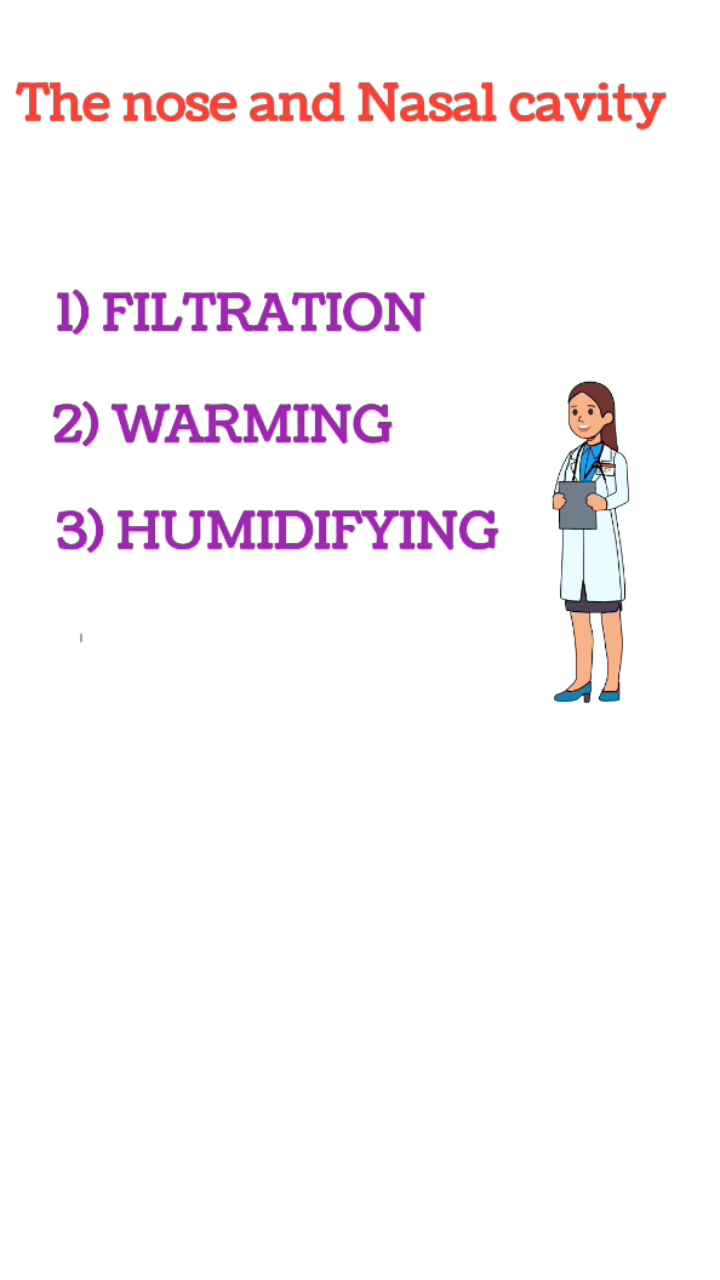 The nose and Nasal cavity
1) FILTRATION
2) WARMING
3) HUMIDIFYING